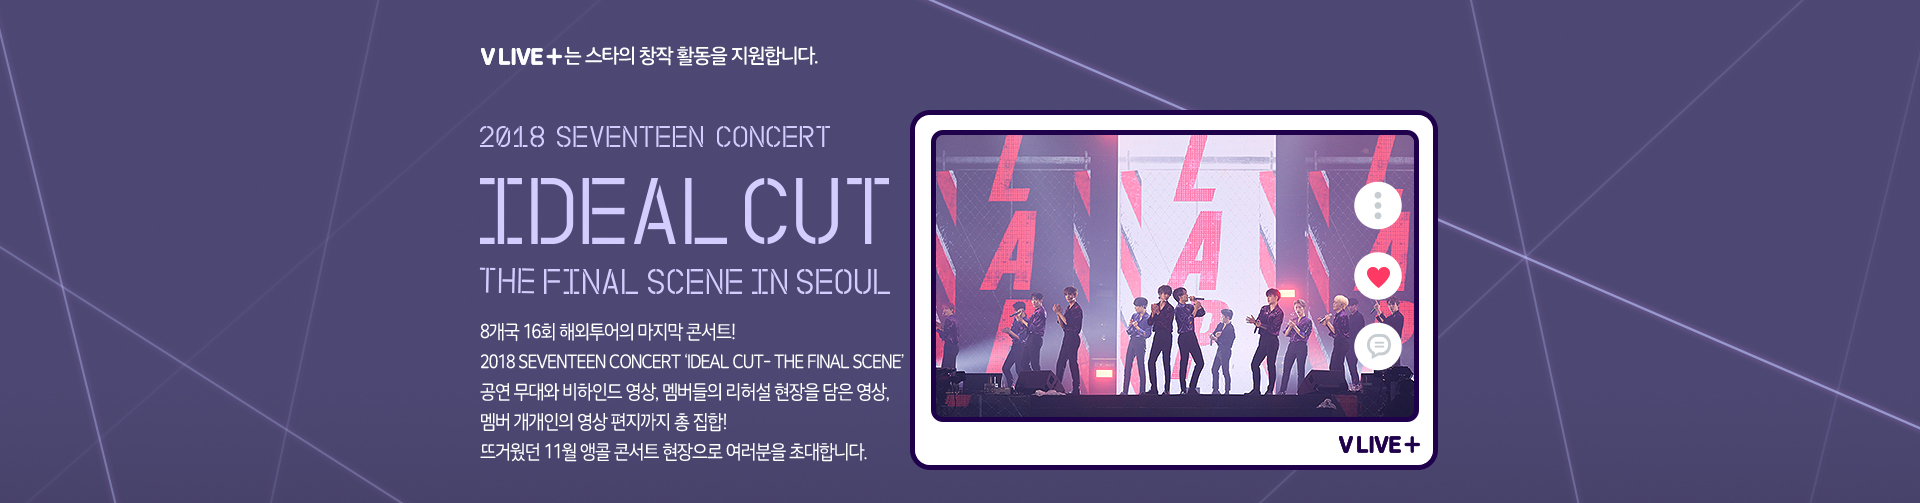 V LIVE+는 스타의 창작 활동을 지원합니다.
2018 SEVENTEEN CONCERT
IDEAL CUT
THE FINAL SCENE IN SEOUL
8개국 16회 해외투어의 마지막 콘서트!
2018 SEVENTEEN CONCERT ‘IDEAL CUT- THE FINAL SCENE’
공연 무대와 비하인드 영상, 멤버들의 리허설 현장을 담은 영상,
멤버 개개인의 영상 편지까지 총 집합!
뜨거웠던 11월 앵콜 콘서트 현장으로 여러분을 초대합니다.
V LIVE+